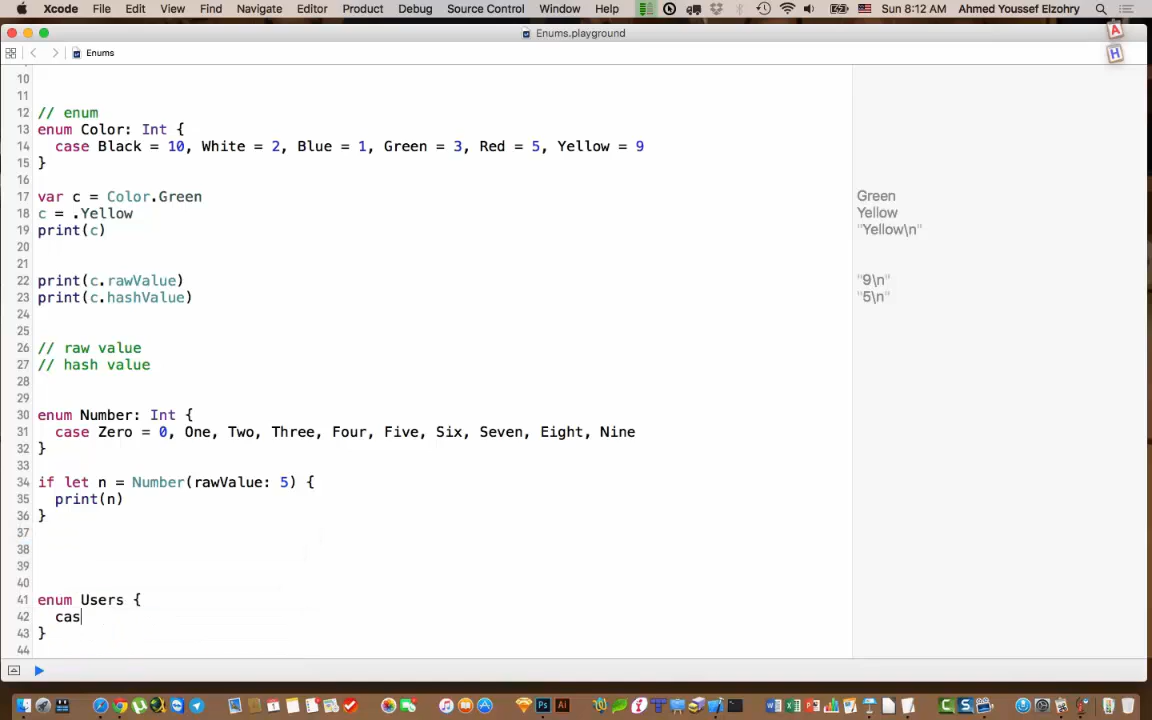 Xcode File Edit View Find Navigate Editor Product Debug Source Control Window Help Sun 8:12 AM Ahmed Youssef Elzohry
Enums.playground
A
Enums
H
10
11
12 // enum
13 enum Color: Int {
14 case Black = 10, White = 2, Blue = 1, Green = 3, Red = 5, Yellow = 9
15 }
16
17 var c = Color.Green Green
18 c = .Yellow Yellow
19 print(c) "Yellow\n"
20
21
22 print(c.rawValue) "9\n"
23 print(c.hashValue) "5\n"
24
25
26 // raw value
27 // hash value
28
29
30 enum Number: Int {
31 case Zero = 0, One, Two, Three, Four, Five, Six, Seven, Eight, Nine
32 }
33
34 if let n = Number(rawValue: 5) {
35 print(n)
36 }
37
38
39
40
41 enum Users {
42 cas
43 }
44